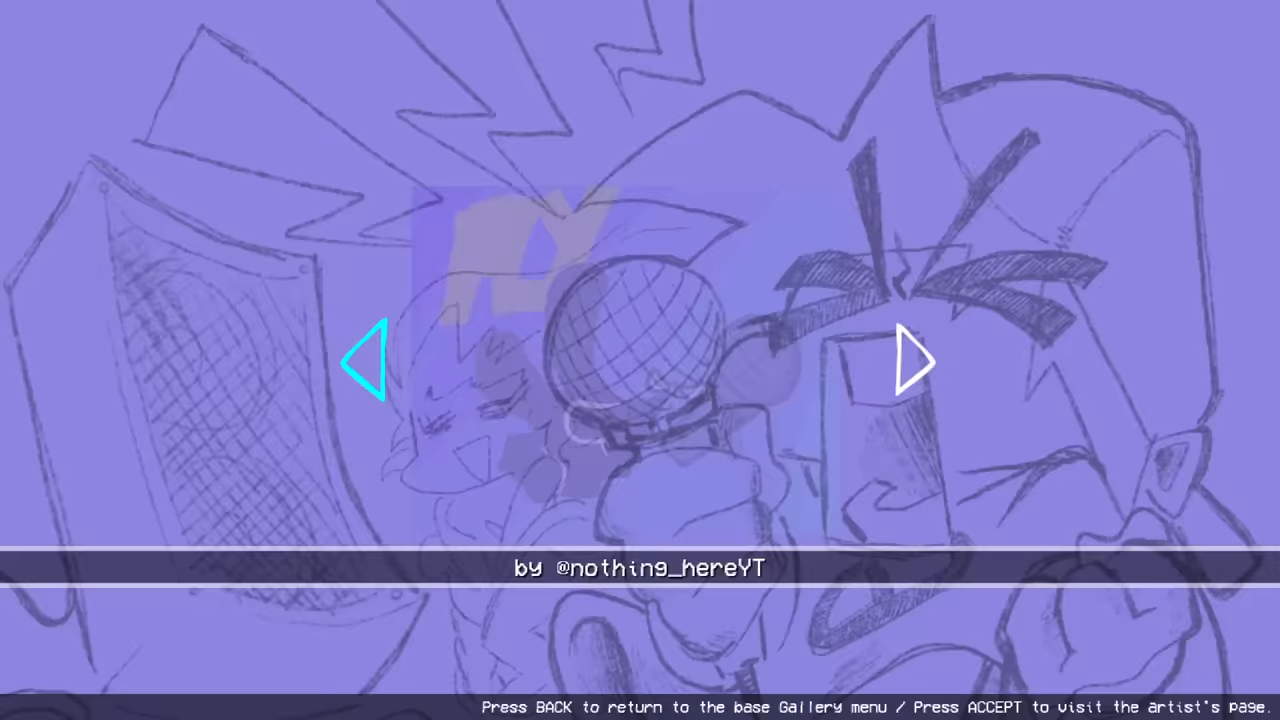 by @nothing_hereYT
Press BACK to return to the base Gallery menu / Press ACCEPT to visit the artist's page.